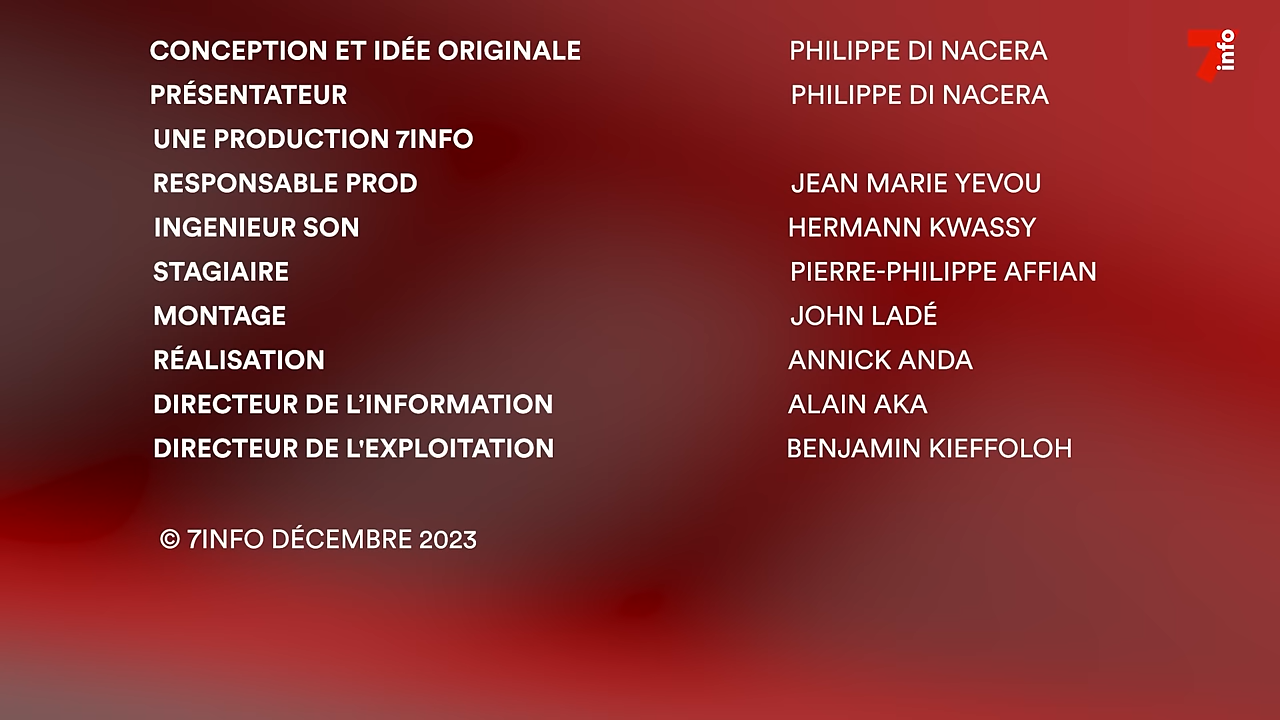 CONCEPTION ET IDÉE ORIGINALE PHILIPPE DI NACERA
PRÉSENTATEUR PHILIPPE DI NACERA
UNE PRODUCTION 7INFO
RESPONSABLE PROD JEAN MARIE YEVOU
INGENIEUR SON HERMANN KWASSY
STAGIAIRE PIERRE-PHILIPPE AFFIAN
MONTAGE JOHN LADÉ
RÉALISATION ANNICK ANDA
DIRECTEUR DE L’INFORMATION ALAIN AKA
DIRECTEUR DE L'EXPLOITATION BENJAMIN KIEFFOLOH
© 7INFO DÉCEMBRE 2023
7info